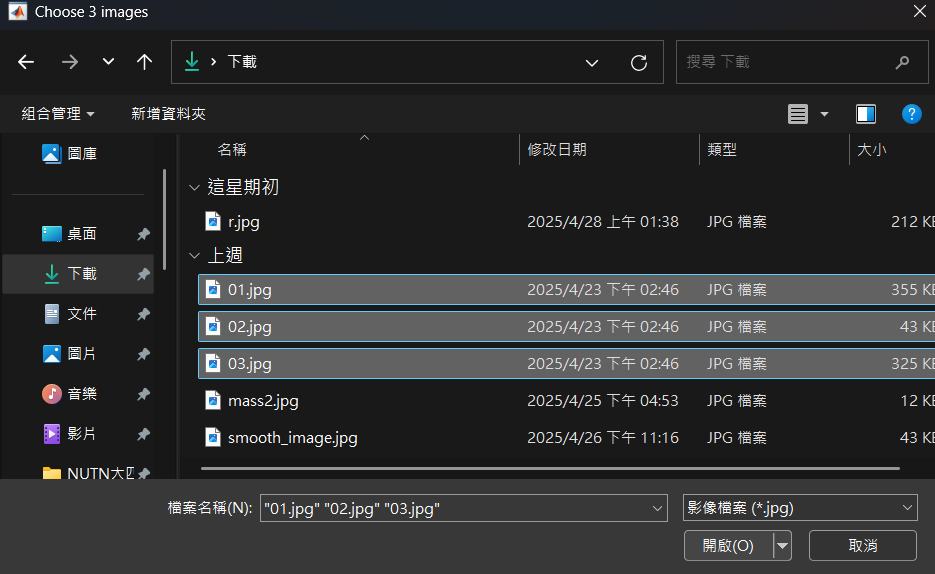 Choose 3 images
下載
搜尋 下載
組合管理
新增資料夾
圖庫
桌面
下載
文件
圖片
音樂
影片
NUTN大四
名稱 修改日期 類型 大小
這星期初
r.jpg 2025/4/28 上午 01:38 JPG 檔案 212 KB
上週
01.jpg 2025/4/23 下午 02:46 JPG 檔案 355 KB
02.jpg 2025/4/23 下午 02:46 JPG 檔案 43 KB
03.jpg 2025/4/23 下午 02:46 JPG 檔案 325 KB
mass2.jpg 2025/4/25 下午 04:53 JPG 檔案 12 KB
smooth_image.jpg 2025/4/26 下午 11:16 JPG 檔案 43 KB
檔案名稱(N): "01.jpg" "02.jpg" "03.jpg" 影像檔案 (*.jpg)
開啟(O) 取消